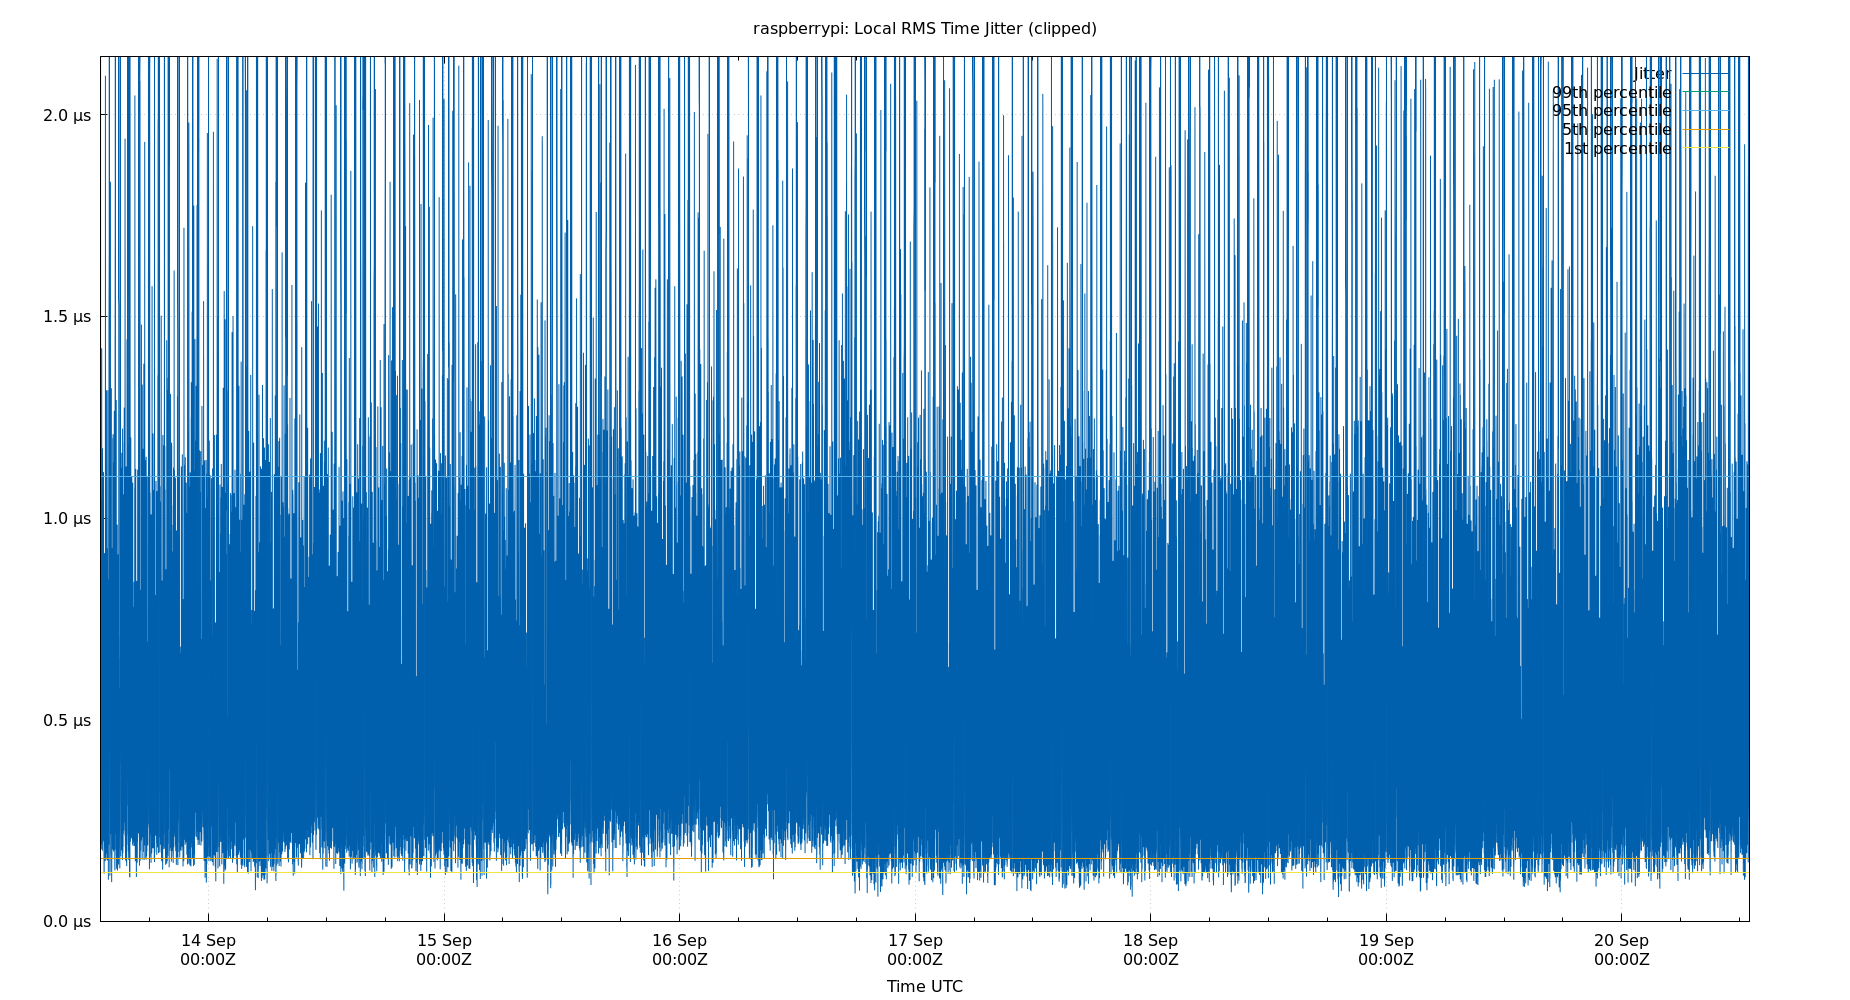 raspberrypi: Local RMS Time Jitter (clipped)
Jitter
99th percentile
95th percentile
5th percentile
1st percentile
2.0 μs
1.5 μs
1.0 μs
0.5 μs
0.0 μs
14 Sep 15 Sep 16 Sep 17 Sep 18 Sep 19 Sep 20 Sep
00:00Z 00:00Z 00:00Z 00:00Z 00:00Z 00:00Z 00:00Z
Time UTC